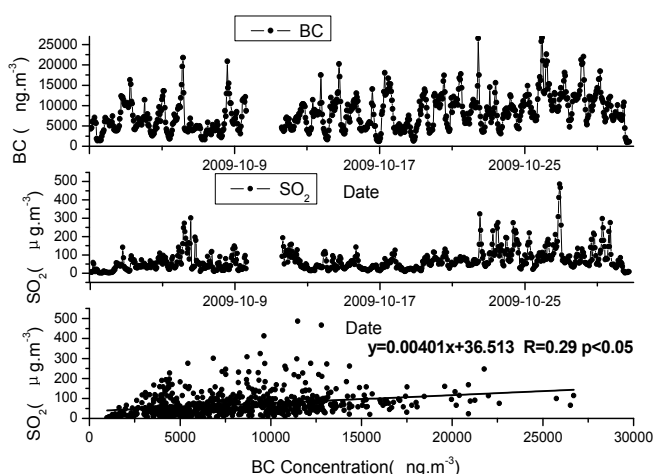 BC
25000
20000
15000
10000
5000
0
BC (ng.m-3)
2009-10-9 2009-10-17 2009-10-25
Date
SO2
500
400
300
200
100
0
SO2(μg.m-3)
2009-10-9 2009-10-17 2009-10-25
Date
y=0.00401x+36.513 R=0.29 p<0.05
500
400
300
200
100
0
SO2(μg.m-3)
0 5000 10000 15000 20000 25000 30000
BC Concentration( ng.m-3)